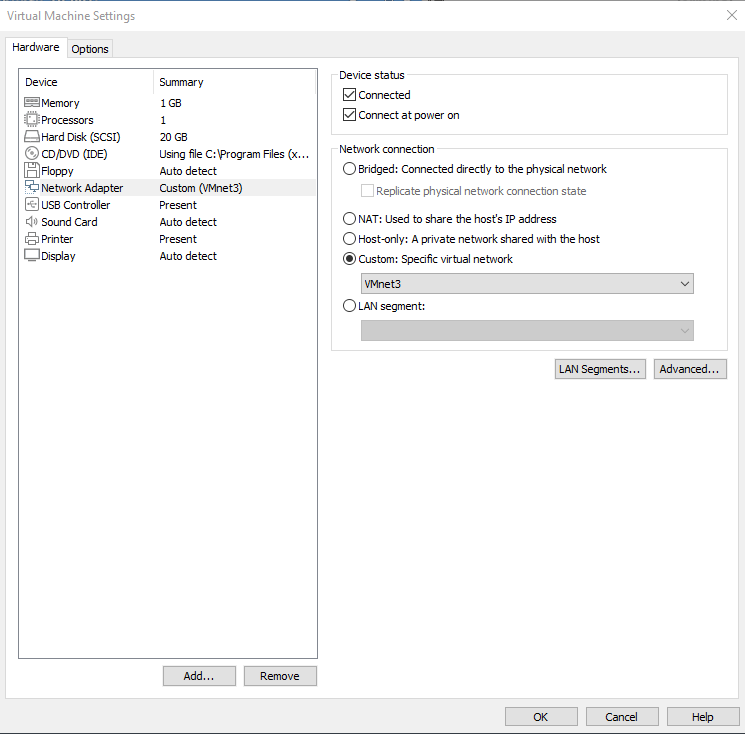 Virtual Machine Settings
Hardware
Options
Device Summary
Memory 1 GB
Processors 1
Hard Disk (SCSI) 20 GB
CD/DVD (IDE) Using file C:\Program Files (x...
Floppy Auto detect
Network Adapter Custom (VMnet3)
USB Controller Present
Sound Card Auto detect
Printer Present
Display Auto detect
Add...
Remove
Device status
Connected
Connect at power on
Network connection
Bridged: Connected directly to the physical network
Replicate physical network connection state
NAT: Used to share the host's IP address
Host-only: A private network shared with the host
Custom: Specific virtual network
VMnet3
LAN segment:
LAN Segments...
Advanced...
OK
Cancel
Help